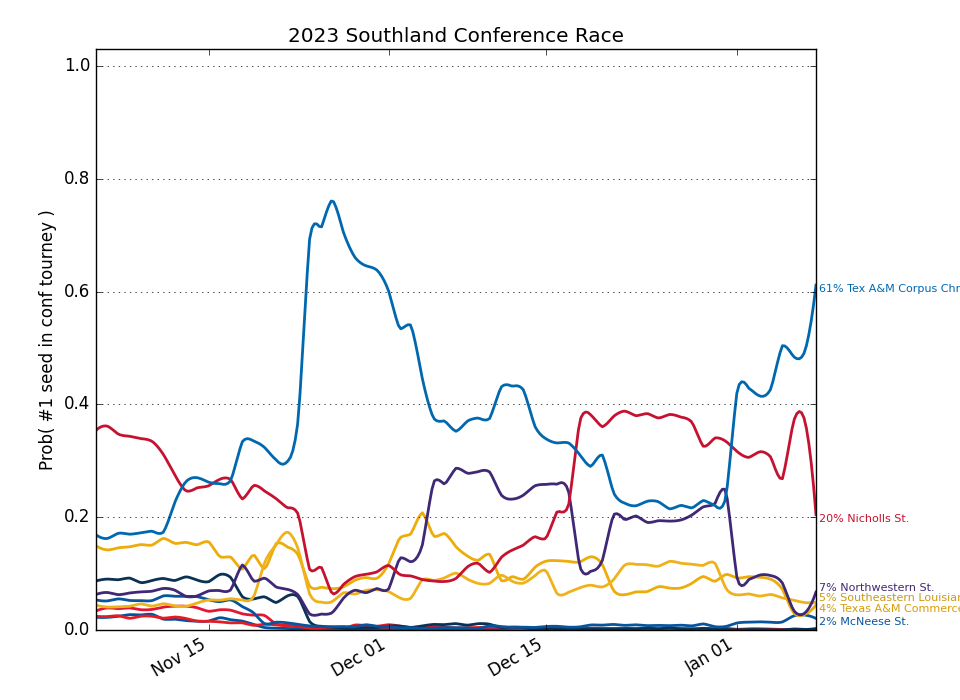 2023 Southland Conference Race
Prob( #1 seed in conf tourney )
1.0
0.8
0.6
0.4
0.2
0.0
Nov 15
Dec 01
Dec 15
Jan 01
61% Tex A&M Corpus Chr
20% Nicholls St.
7% Northwestern St.
5% Southeastern Louisian
4% Texas A&M Commerce
2% McNeese St.